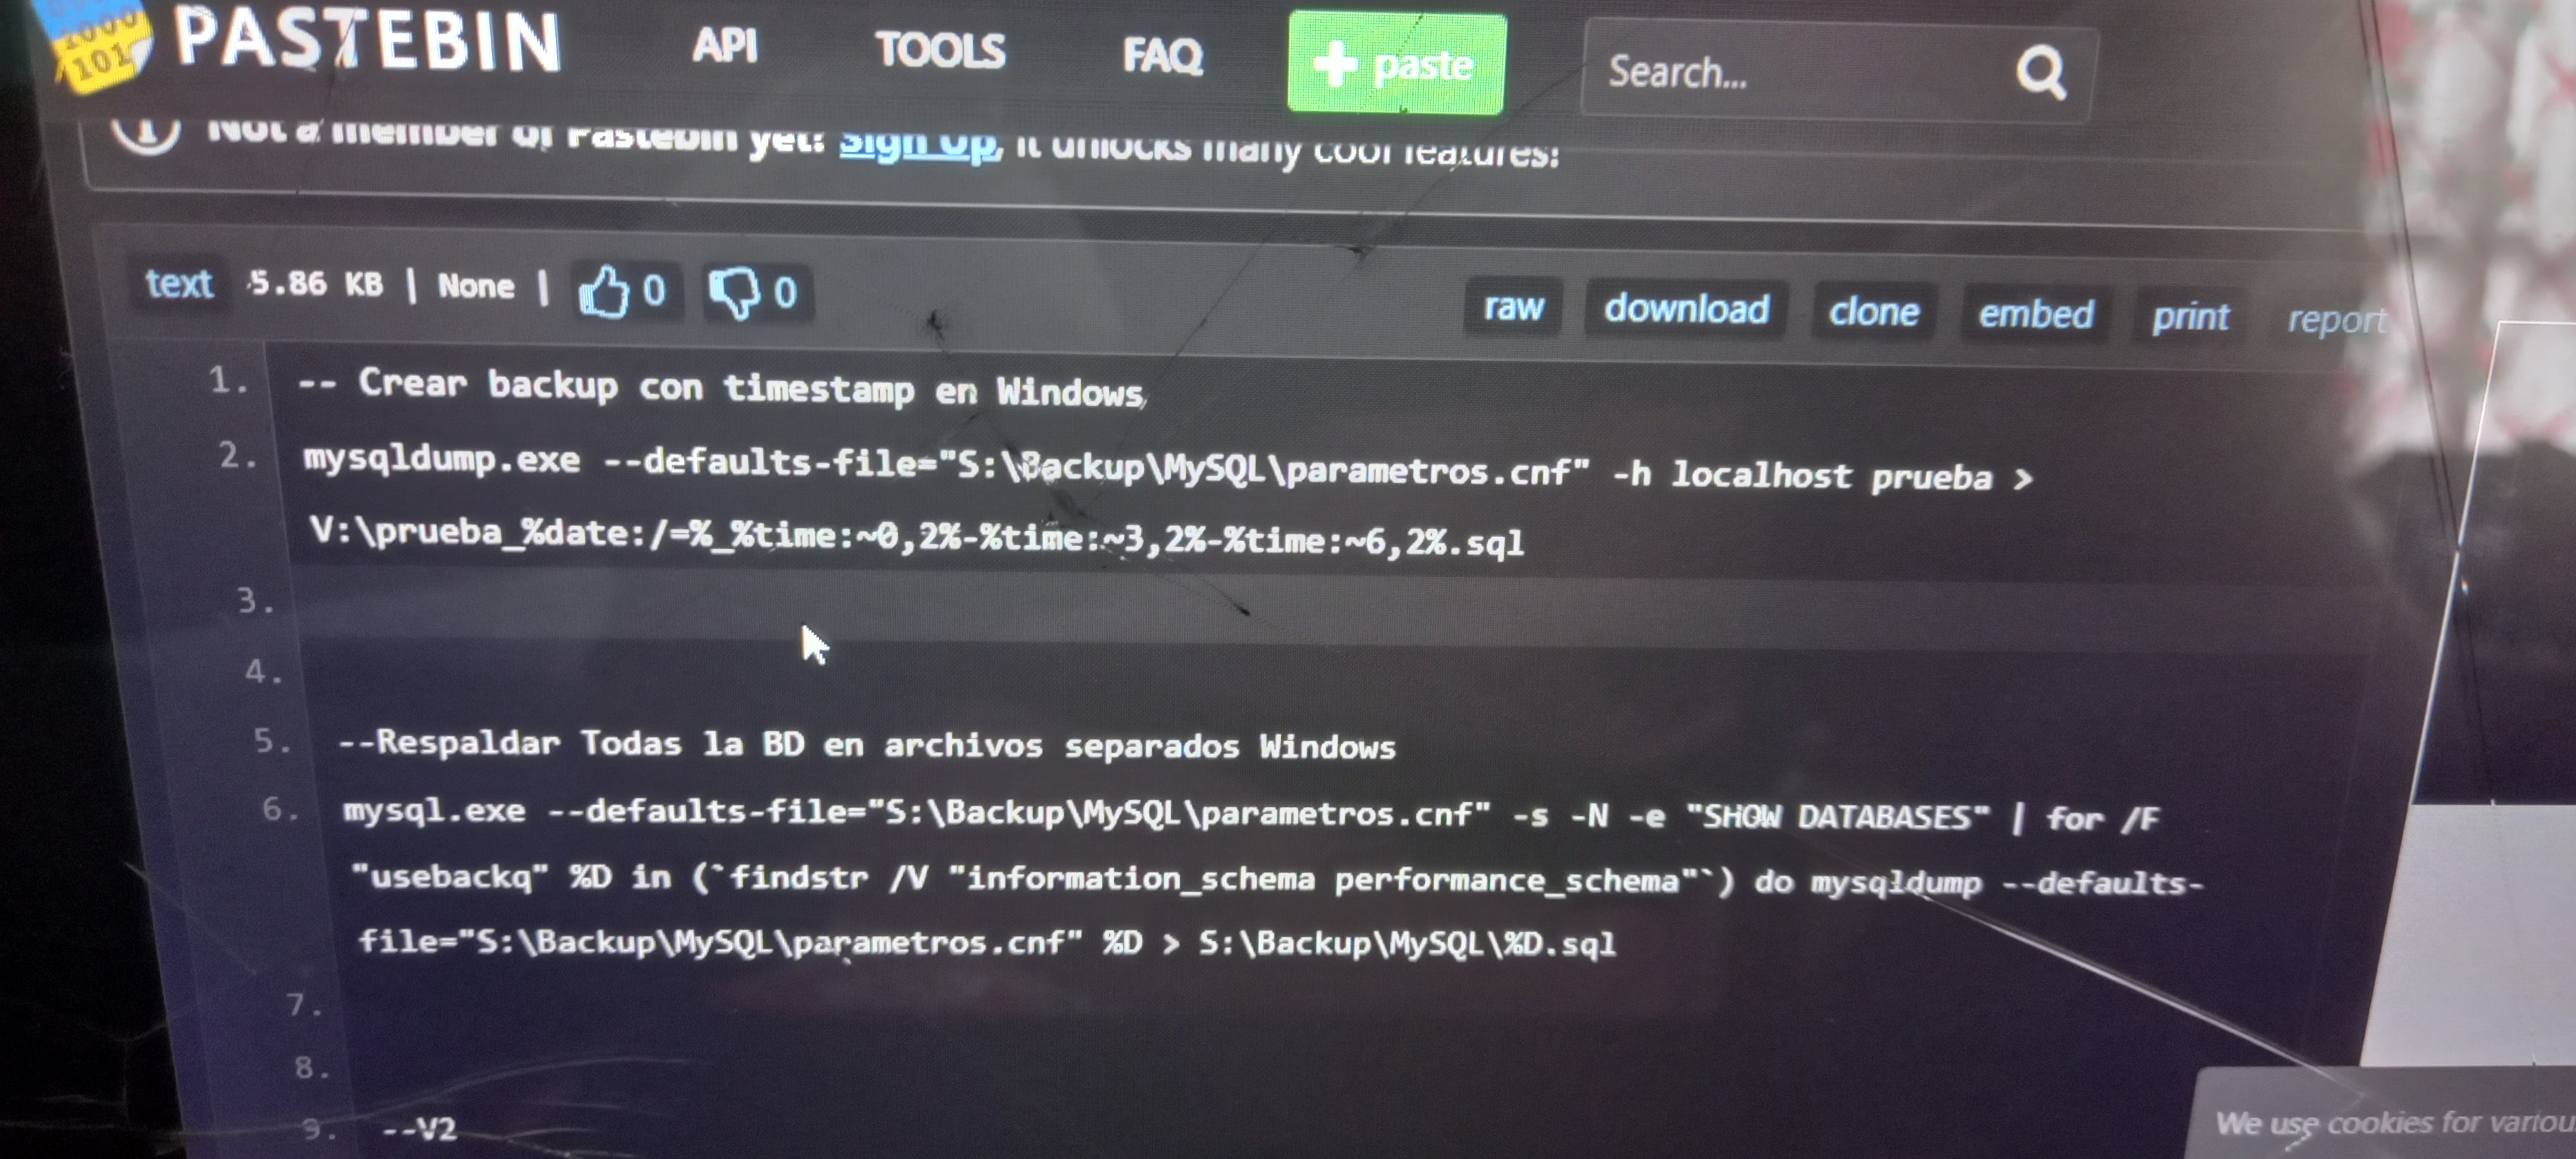 1000
101
PASTEBIN API TOOLS FAQ + paste Search...
Not a member of Pastebin yet? Sign Up, it unlocks many cool features!
text 5.86 KB | None | 0 0 raw download clone embed print report
1. -- Crear backup con timestamp en Windows
2. mysqldump.exe --defaults-file="S:\Backup\MySQL\parametros.cnf" -h localhost prueba >
V:\prueba_%date:/=%_%time:~0,2%-%time:~3,2%-%time:~6,2%.sql
3.
4.
5. --Respaldar Todas la BD en archivos separados Windows
6. mysql.exe --defaults-file="S:\Backup\MySQL\parametros.cnf" -s -N -e "SHOW DATABASES" | for /F
"usebackq" %D in (`findstr /V "information_schema performance_schema"`) do mysqldump --defaults-
file="S:\Backup\MySQL\parametros.cnf" %D > S:\Backup\MySQL\%D.sql
7.
8.
9. --V2
We use cookies for variou